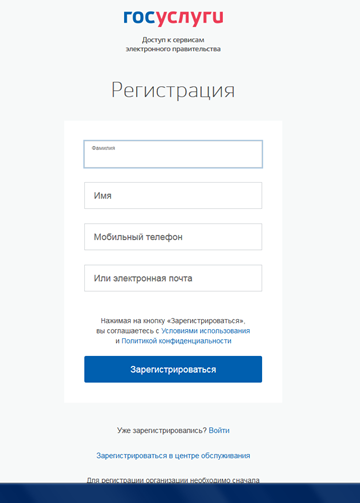 госуслуги
Доступ к сервисам
электронного правительства
Регистрация
Фамилия
Имя
Мобильный телефон
Или электронная почта
Нажимая на кнопку «Зарегистрироваться»,
вы соглашаетесь с Условиями использования
и Политикой конфиденциальности
Зарегистрироваться
Уже зарегистрировались? Войти
Зарегистрироваться в центре обслуживания
Для регистрации организации необходимо сначала